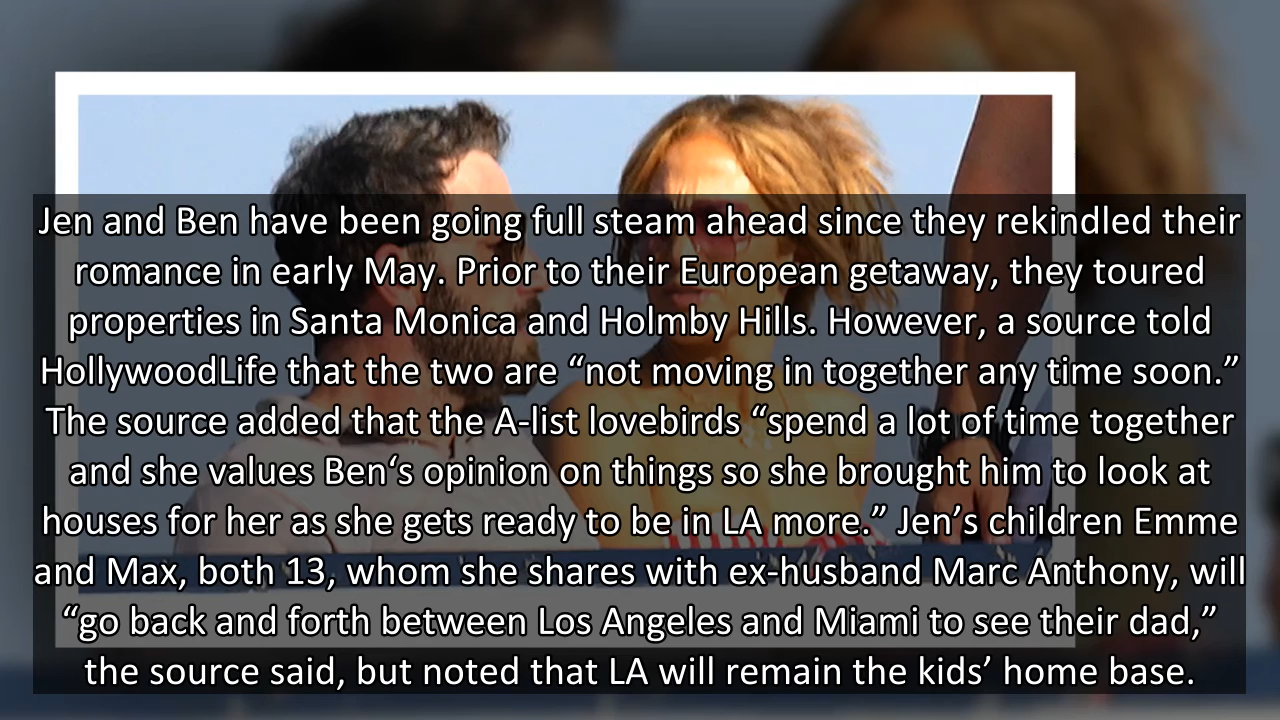 Jen and Ben have been going full steam ahead since they rekindled their
romance in early May. Prior to their European getaway, they toured
properties in Santa Monica and Holmby Hills. However, a source told
HollywoodLife that the two are “not moving in together any time soon.”
The source added that the A-list lovebirds “spend a lot of time together
and she values Ben‘s opinion on things so she brought him to look at
houses for her as she gets ready to be in LA more.” Jen’s children Emme
and Max, both 13, whom she shares with ex-husband Marc Anthony, will
“go back and forth between Los Angeles and Miami to see their dad,”
the source said, but noted that LA will remain the kids’ home base.